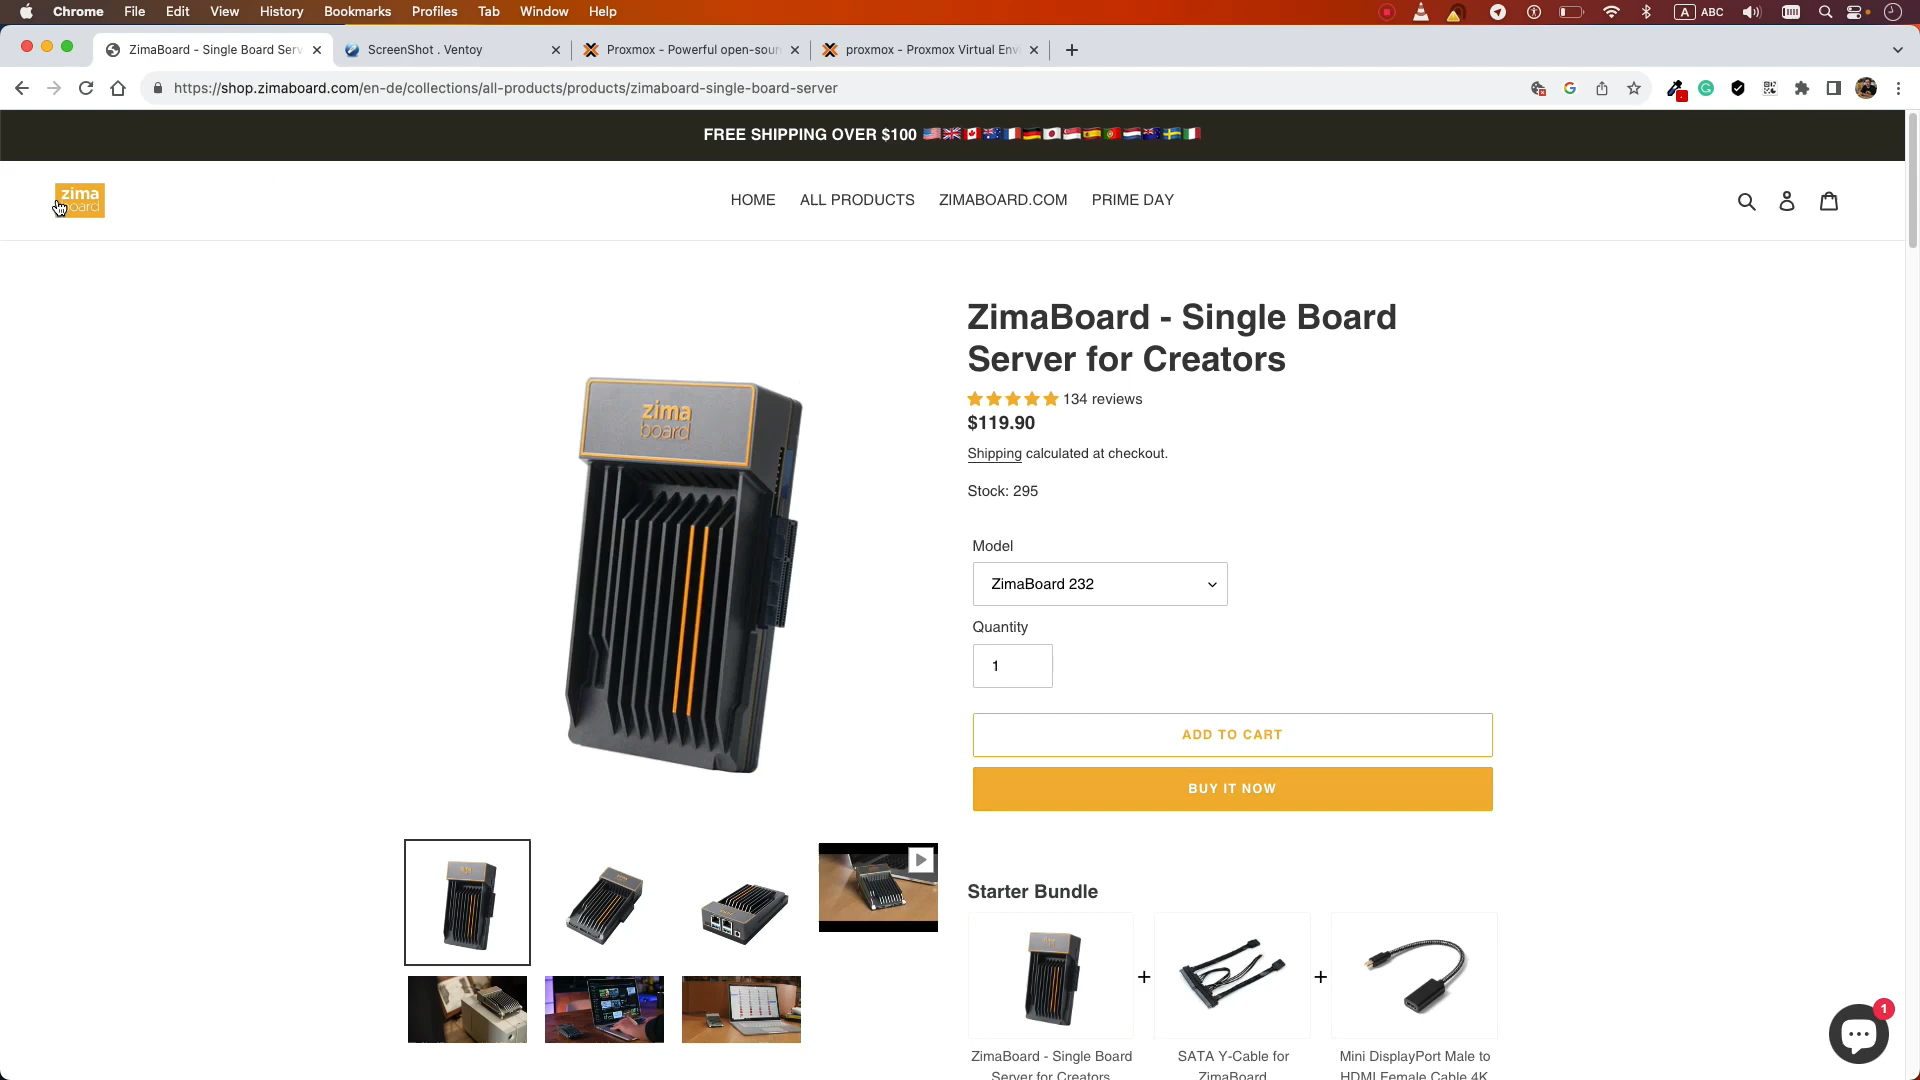 Chrome File Edit View History Bookmarks Profiles Tab Window Help
A ABC
ZimaBoard - Single Board Serv
ScreenShot . Ventoy
Proxmox - Powerful open-sour
proxmox - Proxmox Virtual Env
https://shop.zimaboard.com/en-de/collections/all-products/products/zimaboard-single-board-server
FREE SHIPPING OVER $100
zima
board
HOME ALL PRODUCTS ZIMABOARD.COM PRIME DAY
zima
board
ZimaBoard - Single Board
Server for Creators
134 reviews
$119.90
Shipping calculated at checkout.
Stock: 295
Model
ZimaBoard 232
Quantity
1
ADD TO CART
BUY IT NOW
Starter Bundle
+
+
ZimaBoard - Single Board
Server for Creators
SATA Y-Cable for
ZimaBoard
Mini DisplayPort Male to
HDMI Female Cable 4K
1